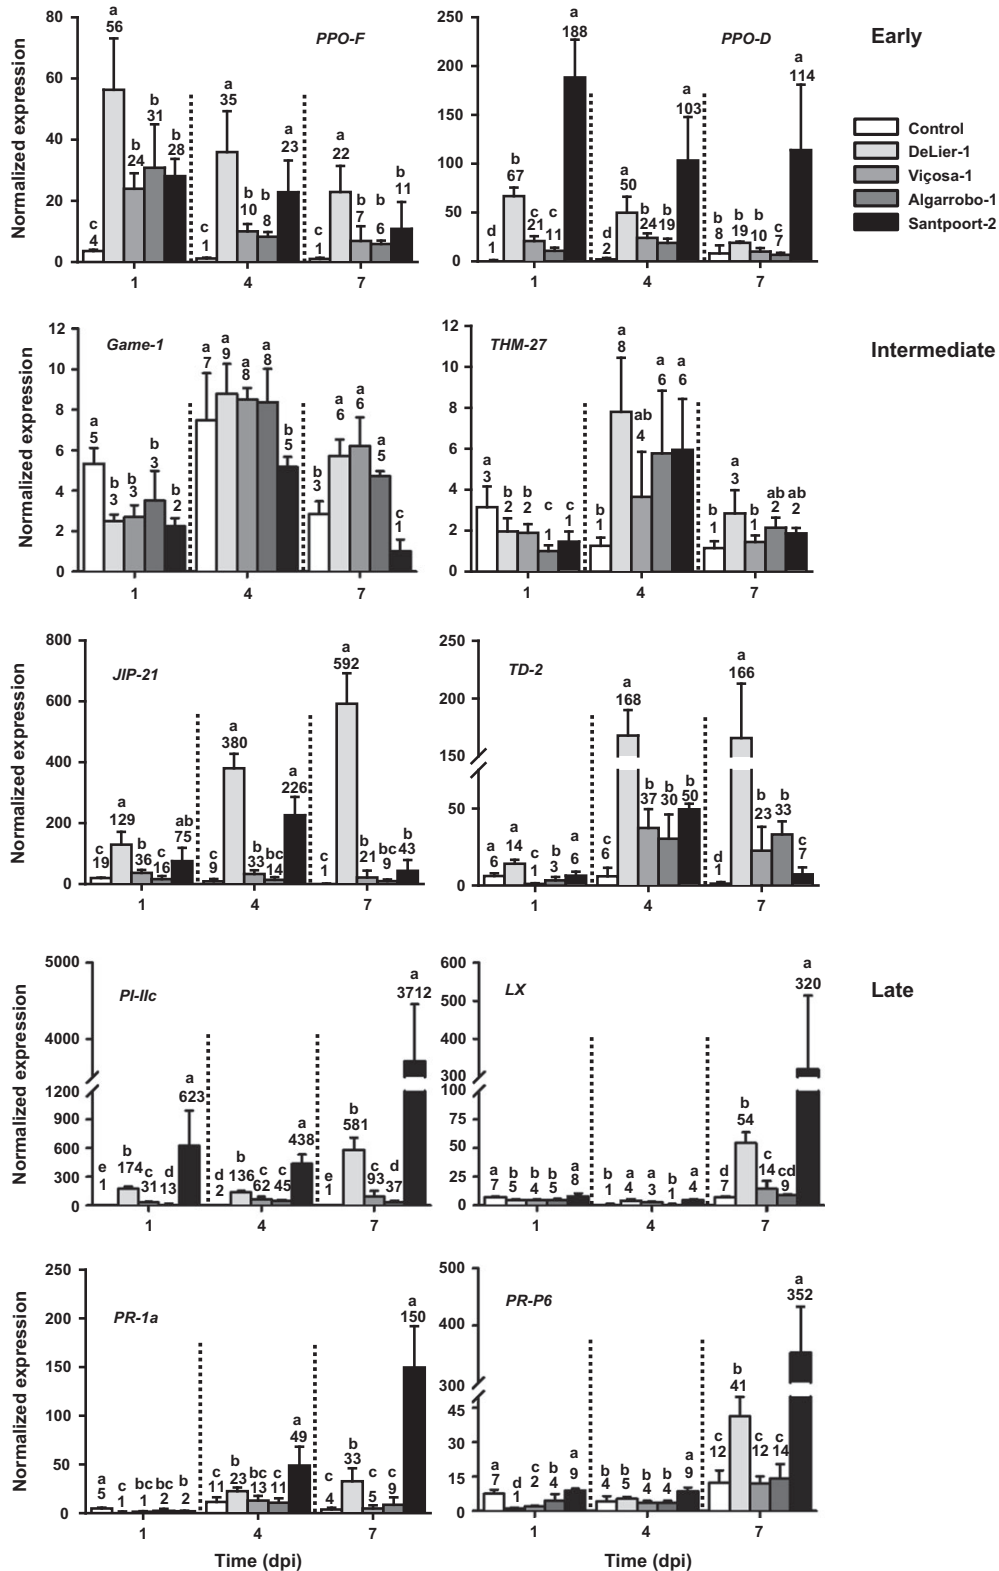 PPO-F
Normalized expression
80
60
40
20
0
c 4
a 56
b 24
b 31
b 28
c 1
a 35
b 10
b 8
a 23
c 1
a 22
b 7
b 6
b 11
1 4 7
PPO-D
250
200
150
100
50
0
d 1
b 67
c 21
c 11
a 188
d 2
a 50
b 24
b 19
a 103
b 8
b 19
b 10
c 7
a 114
1 4 7
Early
Control
DeLier-1
Viçosa-1
Algarrobo-1
Santpoort-2
Game-1
Normalized expression
12
10
8
6
4
2
0
a 5
b 3
b 3
b 3
b 2
a 7
a 9
a 8
a 8
b 5
b 3
a 6
a 6
a 5
c 1
1 4 7
THM-27
12
10
8
6
4
2
0
a 3
b 2
b 2
c 1
c 1
b 1
a 8
ab 4
a 6
a 6
b 1
a 3
b 1
ab 2
ab 2
1 4 7
Intermediate
JIP-21
Normalized expression
800
600
400
200
0
c 19
a 129
b 36
c 16
ab 75
c 9
a 380
b 33
bc 14
a 226
c 1
a 592
b 21
bc 9
b 43
1 4 7
TD-2
250
200
150
50
0
a 6
a 14
c 1
b 3
a 6
c 6
a 168
b 37
b 30
b 50
d 1
a 166
b 23
b 33
c 7
1 4 7
PI-IIc
Normalized expression
5000
4000
1200
900
600
300
0
e 1
b 174
c 31
d 13
a 623
d 2
b 136
c 62
c 45
a 438
e 1
b 581
c 93
d 37
a 3712
1 4 7
LX
600
500
400
300
100
75
50
25
0
a 7
b 5
b 4
b 5
a 8
b 1
a 4
a 3
b 1
a 4
d 7
b 54
c 14
cd 9
a 320
1 4 7
Late
PR-1a
Normalized expression
250
200
150
100
50
0
a 5
c 1
bc 1
bc 2
b 2
c 11
b 23
bc 13
c 11
a 49
c 4
b 33
c 5
c 9
a 150
1 4 7
Time (dpi)
PR-P6
500
400
300
45
30
15
0
a 7
d 1
c 2
b 4
a 9
b 4
b 5
b 4
b 4
a 9
c 12
b 41
c 12
c 14
a 352
1 4 7
Time (dpi)